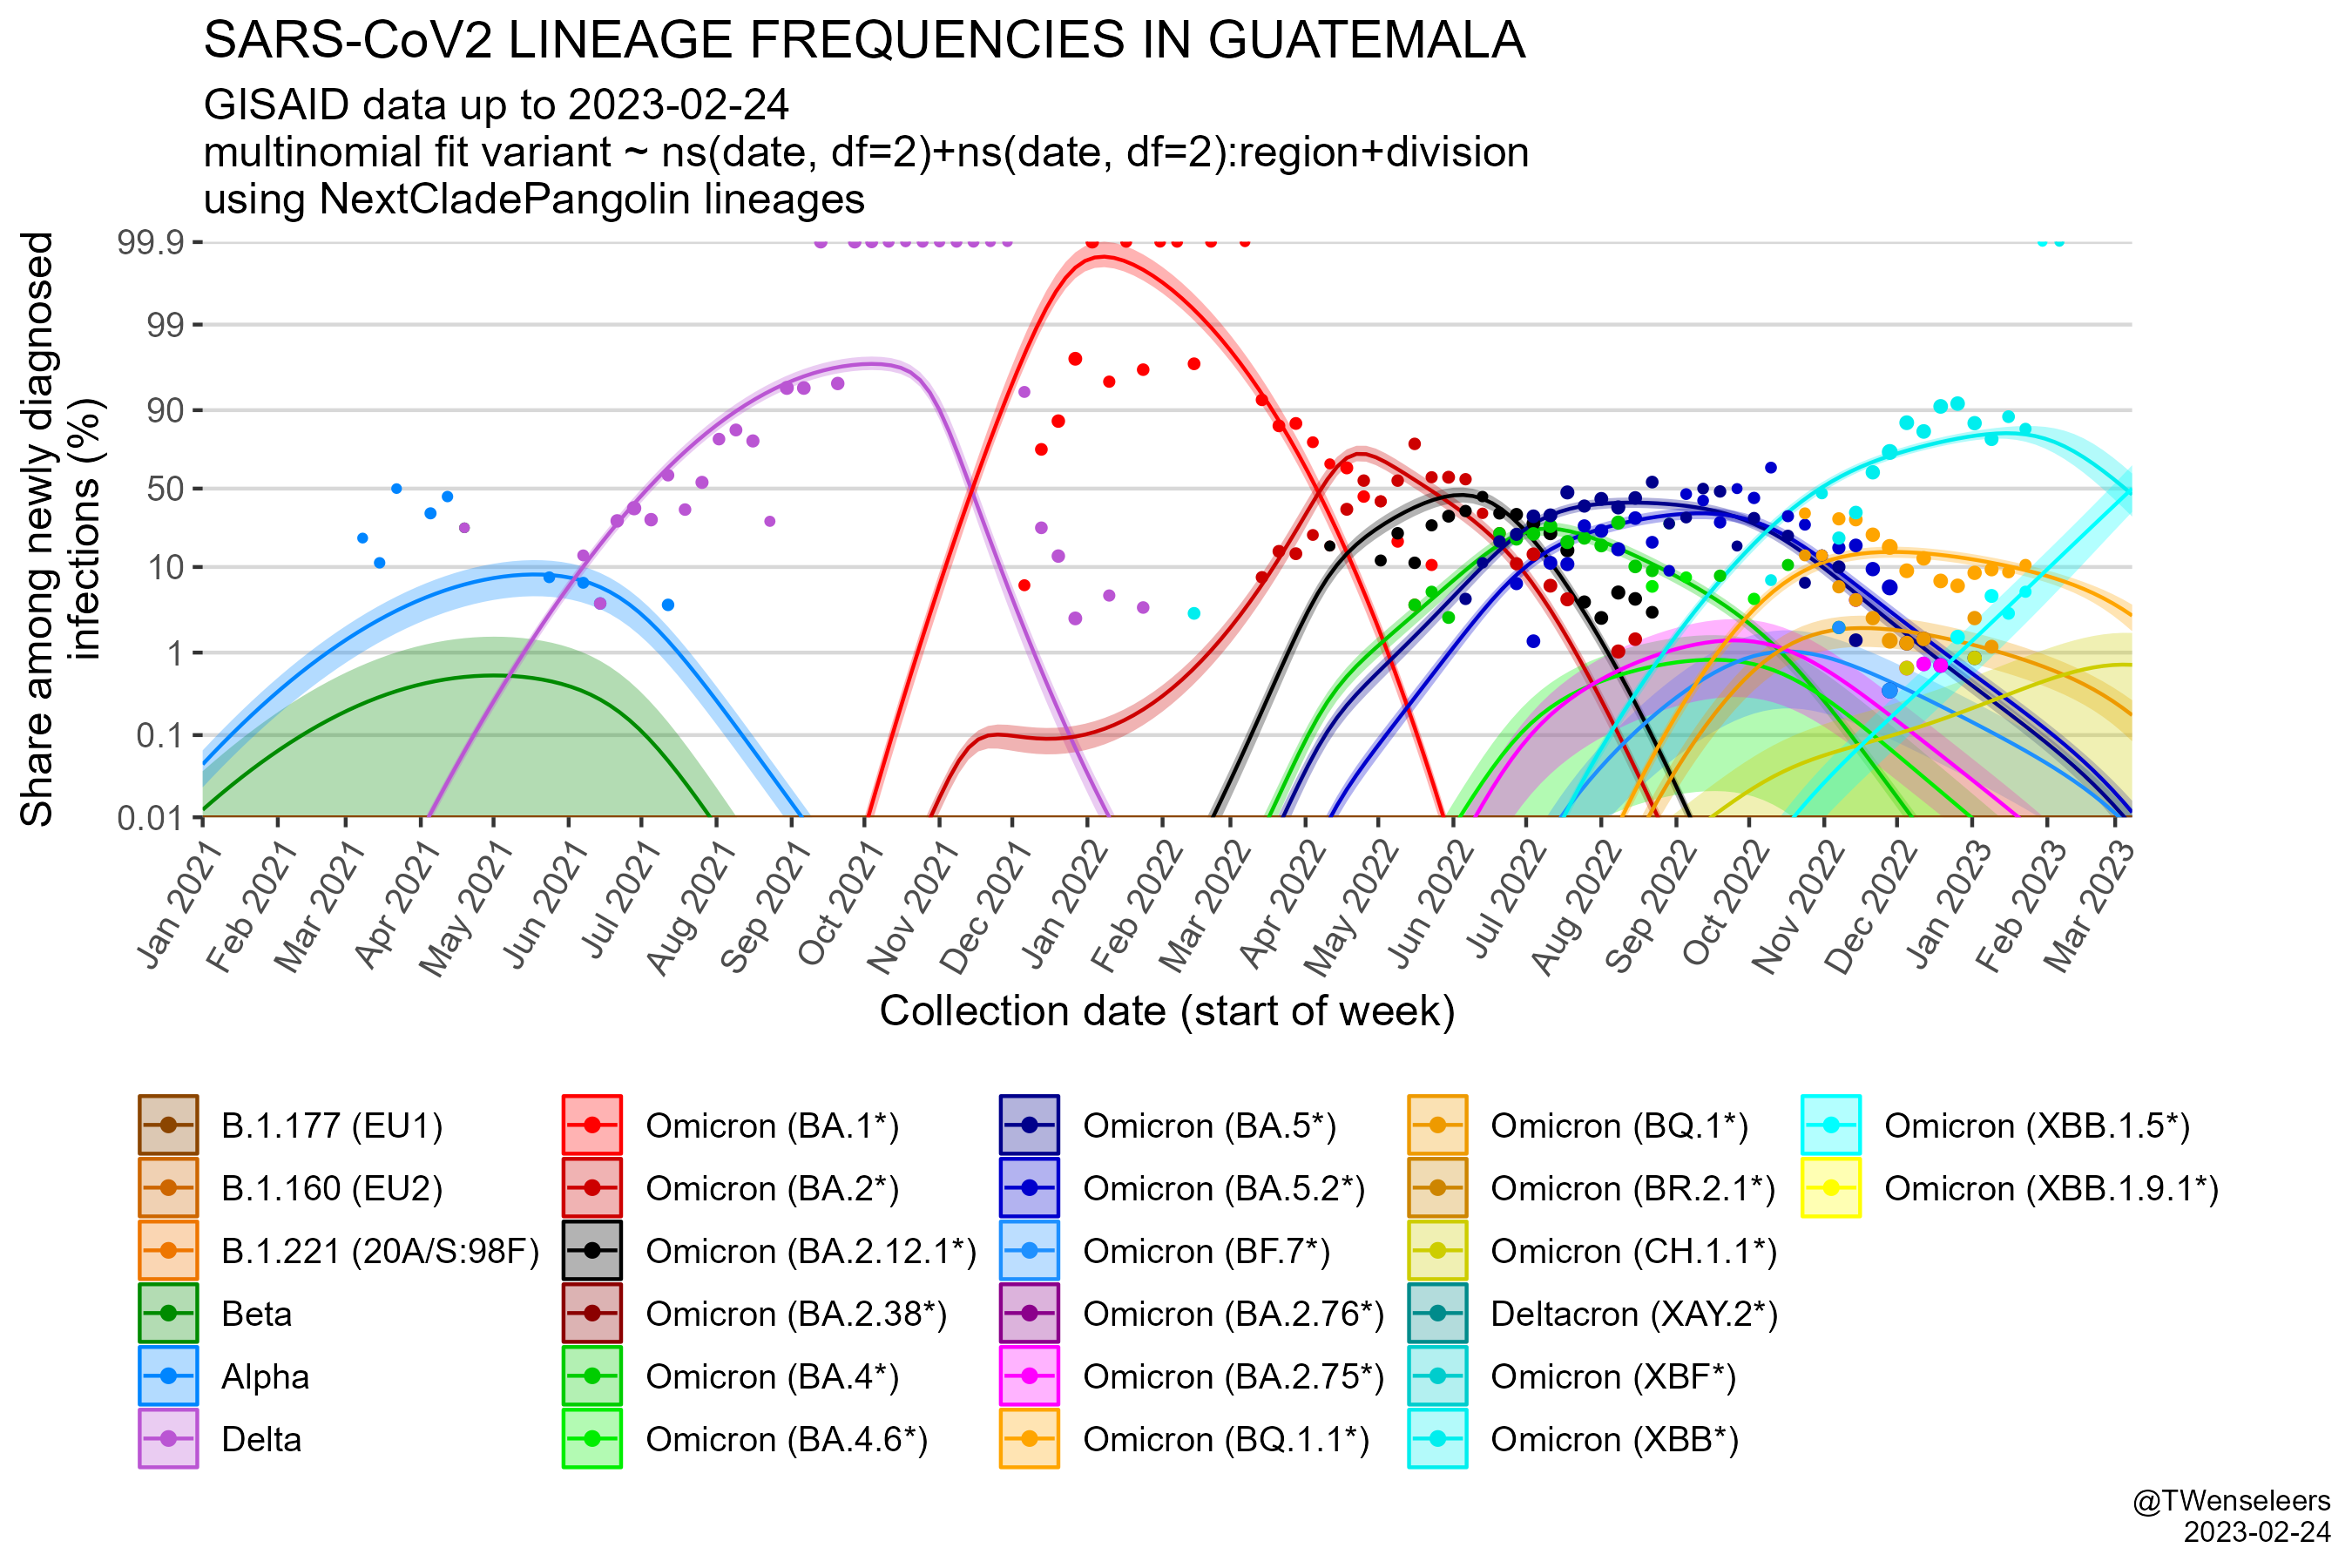 SARS-CoV2 LINEAGE FREQUENCIES IN GUATEMALA
GISAID data up to 2023-02-24
multinomial fit variant ~ ns(date, df=2)+ns(date, df=2):region+division
using NextCladePangolin lineages
Share among newly diagnosed
infections (%)
99.9
99
90
50
10
1
0.1
0.01
Jan 2021
Feb 2021
Mar 2021
Apr 2021
May 2021
Jun 2021
Jul 2021
Aug 2021
Sep 2021
Oct 2021
Nov 2021
Dec 2021
Jan 2022
Feb 2022
Mar 2022
Apr 2022
May 2022
Jun 2022
Jul 2022
Aug 2022
Sep 2022
Oct 2022
Nov 2022
Dec 2022
Jan 2023
Feb 2023
Mar 2023
Collection date (start of week)
B.1.177 (EU1)
B.1.160 (EU2)
B.1.221 (20A/S:98F)
Beta
Alpha
Delta
Omicron (BA.1*)
Omicron (BA.2*)
Omicron (BA.2.12.1*)
Omicron (BA.2.38*)
Omicron (BA.4*)
Omicron (BA.4.6*)
Omicron (BA.5*)
Omicron (BA.5.2*)
Omicron (BF.7*)
Omicron (BA.2.76*)
Omicron (BA.2.75*)
Omicron (BQ.1.1*)
Omicron (BQ.1*)
Omicron (BR.2.1*)
Omicron (CH.1.1*)
Deltacron (XAY.2*)
Omicron (XBF*)
Omicron (XBB*)
Omicron (XBB.1.5*)
Omicron (XBB.1.9.1*)
@TWenseleers
2023-02-24